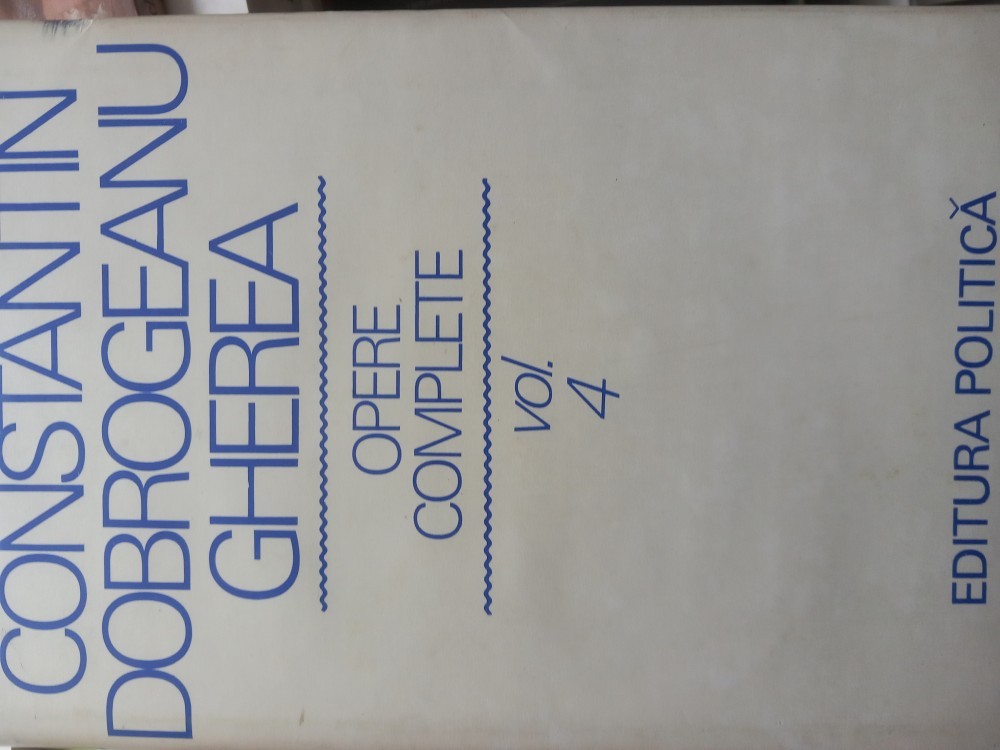 CONSTANTIN
DOBROGEANU
GHEREA
OPERE
COMPLETE
vol.
4
EDITURA POLITICĂ